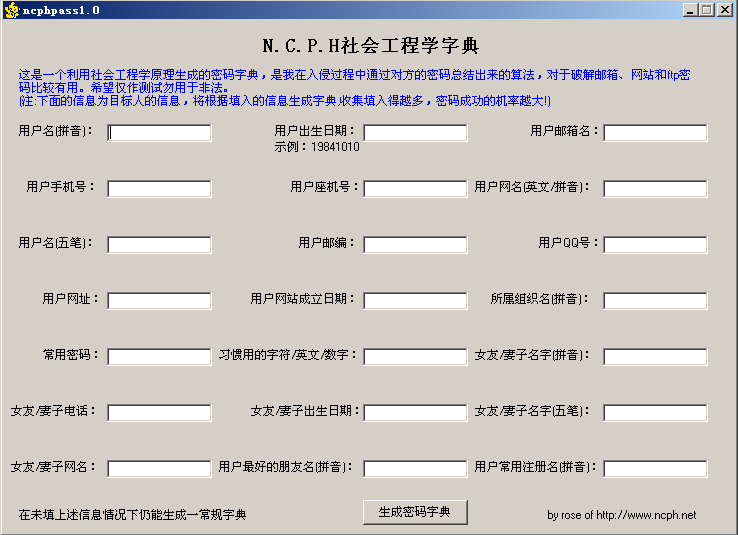 ncphpass1.0
N.C.P.H社会工程学字典
这是一个利用社会工程学原理生成的密码字典，是我在入侵过程中通过对方的密码总结出来的算法，对于破解邮箱、网站和ftp密
码比较有用。希望仅作测试勿用于非法。
(注:下面的信息为目标人的信息，将根据填入的信息生成字典.收集填入得越多，密码成功的机率越大!)
用户名(拼音)： 用户出生日期： 用户邮箱名：
示例：19841010
用户手机号： 用户座机号： 用户网名(英文/拼音)：
用户名(五笔)： 用户邮编： 用户QQ号：
用户网址： 用户网站成立日期： 所属组织名(拼音)：
常用密码： 习惯用的字符/英文/数字： 女友/妻子名字(拼音)：
女友/妻子电话： 女友/妻子出生日期： 女友/妻子名字(五笔)：
女友/妻子网名： 用户最好的朋友名(拼音)： 用户常用注册名(拼音)：
在未填上述信息情况下仍能生成一常规字典 生成密码字典 by rose of http://www.ncph.net